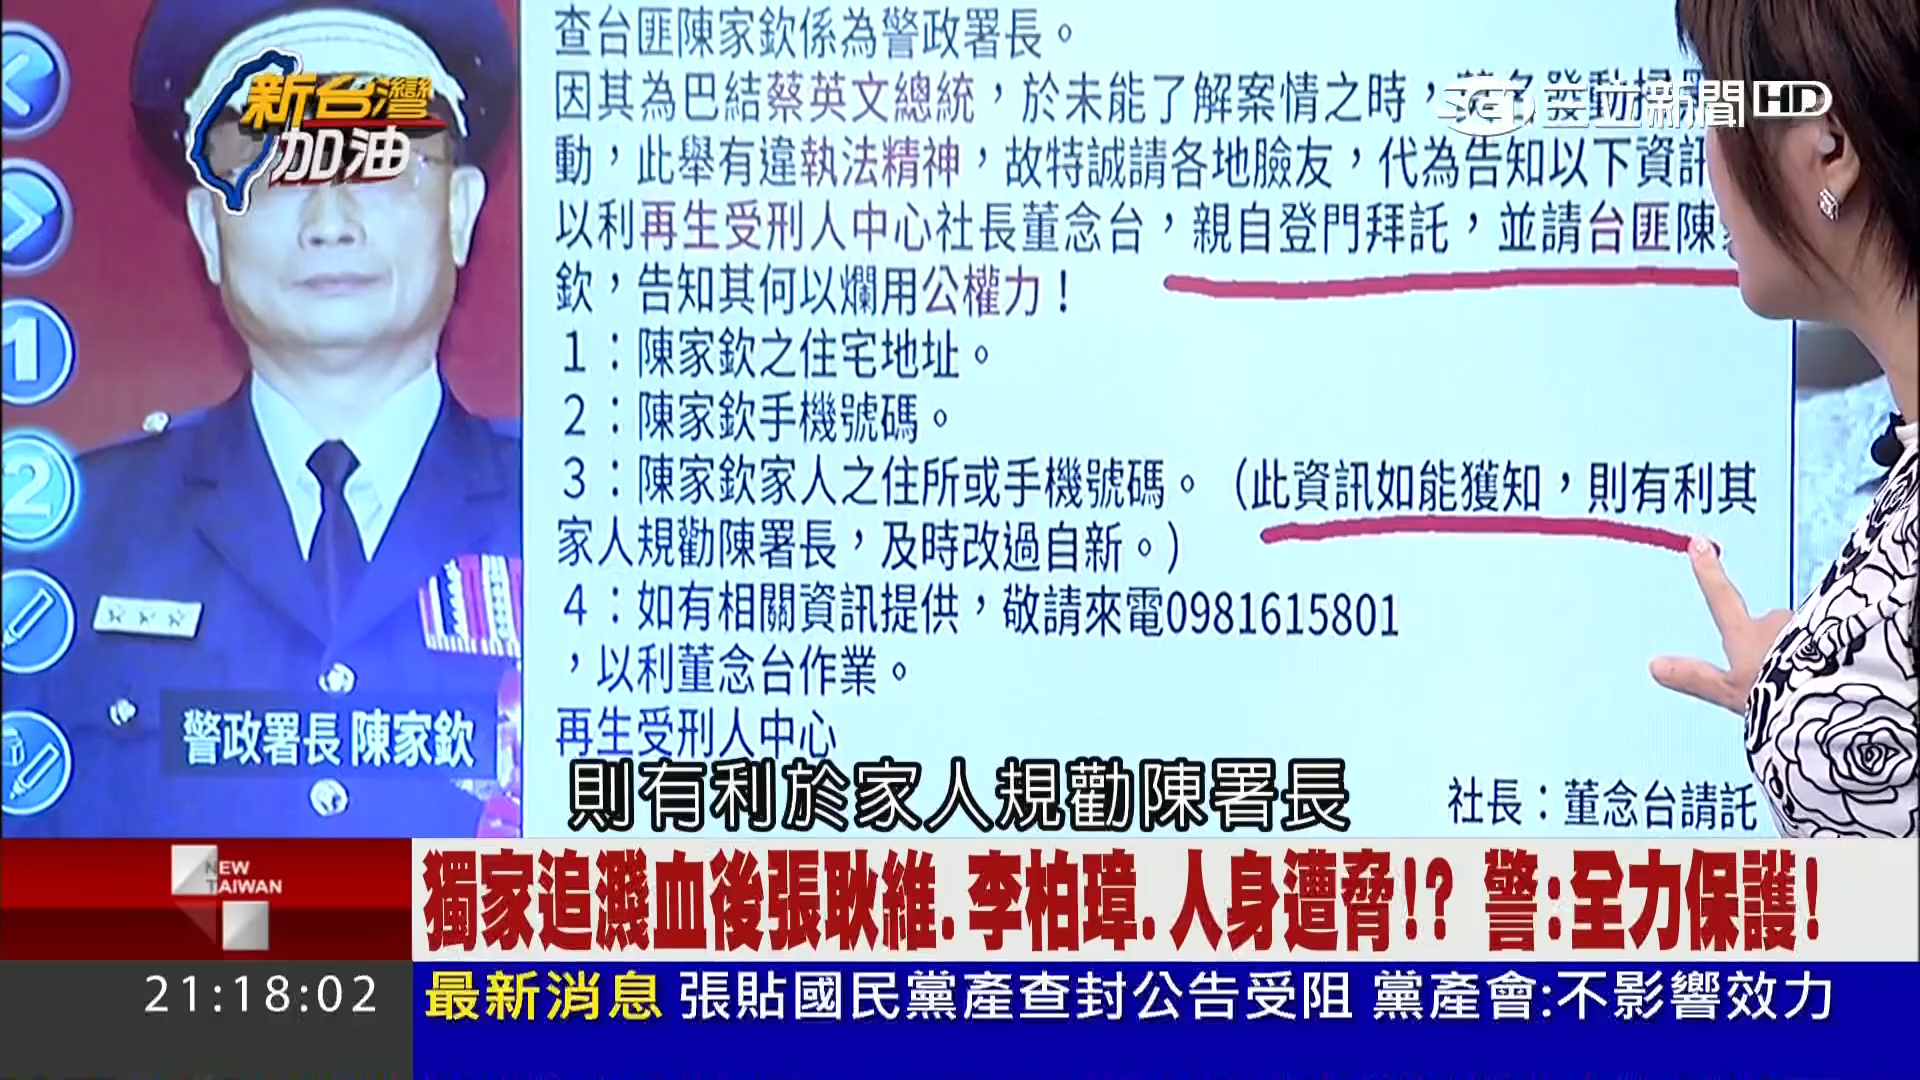 查台匪陳家欽係為警政署長。
因其為巴結蔡英文總統，於未能了解案情之時，
動，此舉有違執法精神，故特誠請各地臉友，代為告知以下資訊
以利再生受刑人中心社長董念台，親自登門拜託，並請台匪陳
欽，告知其何以爛用公權力！
1：陳家欽之住宅地址。
2：陳家欽手機號碼。
3：陳家欽家人之住所或手機號碼。（此資訊如能獲知，則有利其
家人規勸陳署長，及時改過自新。）
4：如有相關資訊提供，敬請來電0981615801
，以利董念台作業。
再生受刑人中心
社長：董念台請託
新台灣
加油
三立新聞HD
1
2
警政署長 陳家欽
則有利於家人規勸陳署長
NEW
TAIWAN
獨家追濺血後張耿維.李柏璋.人身遭脅!? 警:全力保護!
21:18:02
最新消息 張貼國民黨產查封公告受阻 黨產會:不影響效力